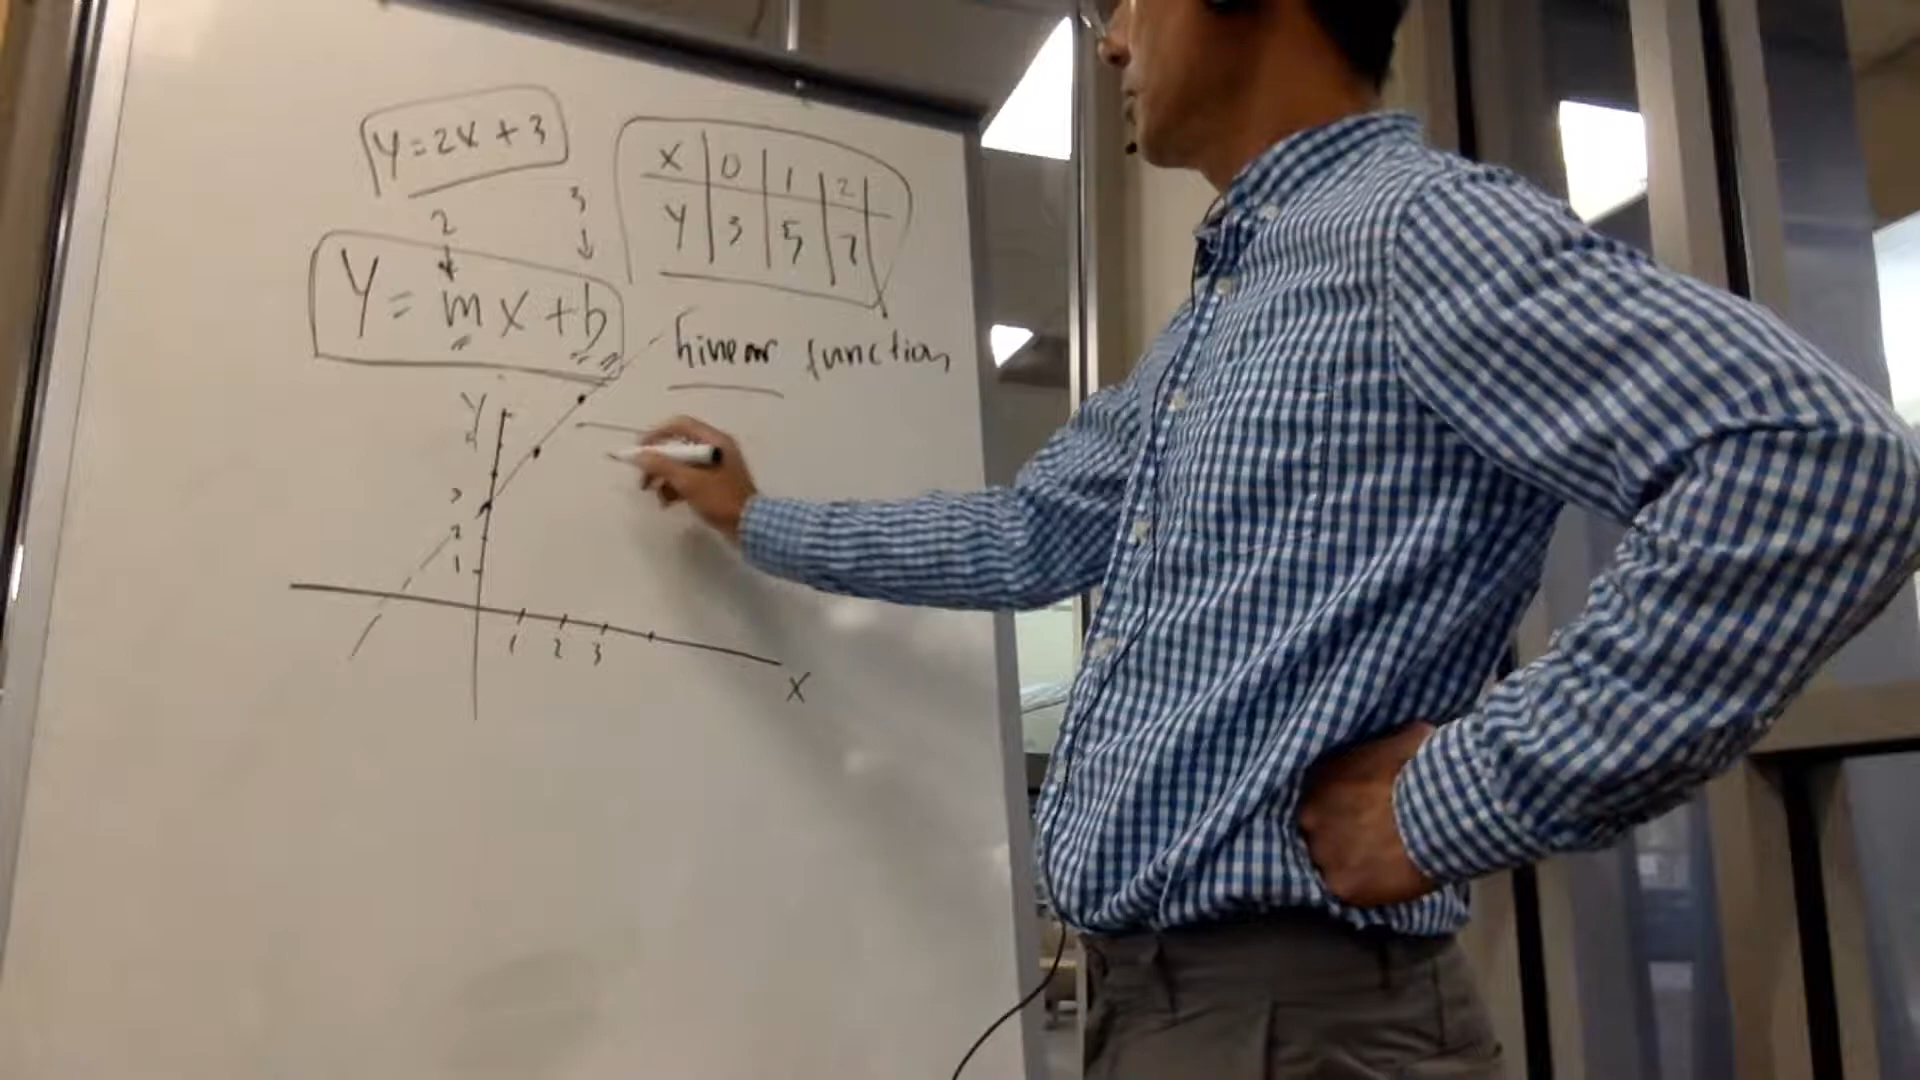 Y=2X+3
X 0 1 2
Y 3 5 7
2 3
Y=mX+b
Linear function
Y
3
2
1
1 2 3
X